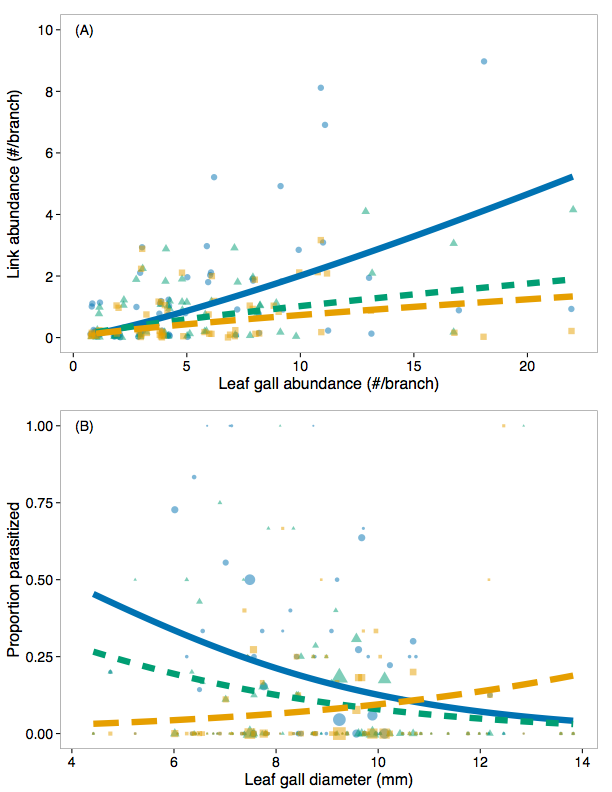 (A)
10
8
6
4
2
0
Link abundance (#/branch)
0 5 10 15 20
Leaf gall abundance (#/branch)
(B)
1.00
0.75
0.50
0.25
0.00
Proportion parasitized
4 6 8 10 12 14
Leaf gall diameter (mm)